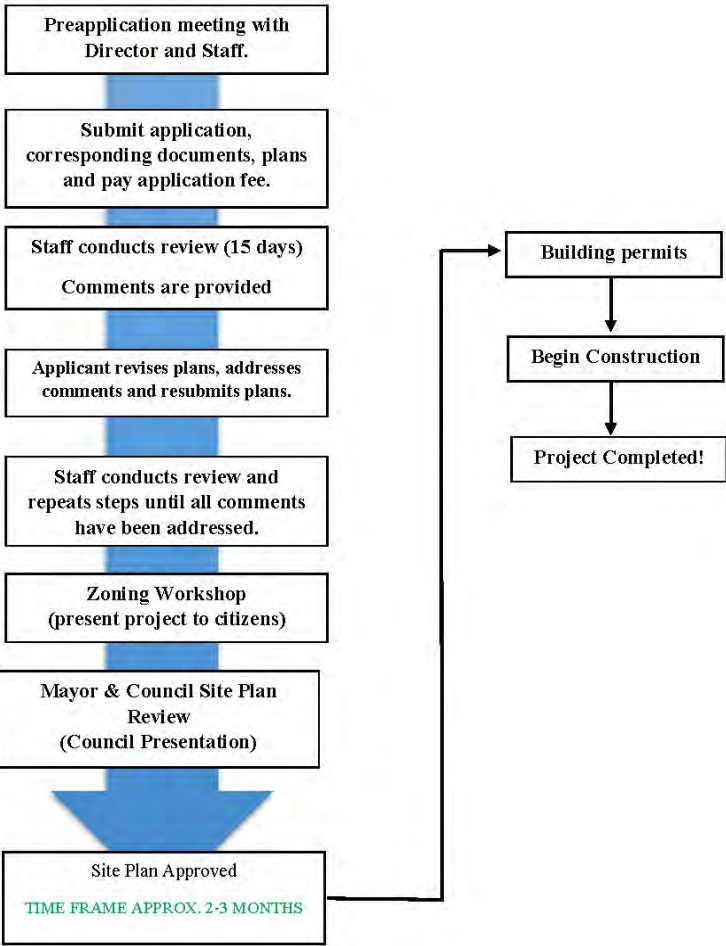 Preapplication meeting with
Director and Staff.
Submit application,
corresponding documents, plans
and pay application fee.
Staff conducts review (15 days)
Comments are provided
Applicant revises plans, addresses
comments and resubmits plans.
Staff conducts review and
repeats steps until all comments
have been addressed.
Zoning Workshop
(present project to citizens)
Mayor & Council Site Plan
Review
(Council Presentation)
Site Plan Approved
TIME FRAME APPROX. 2-3 MONTHS
Building permits
Begin Construction
Project Completed!